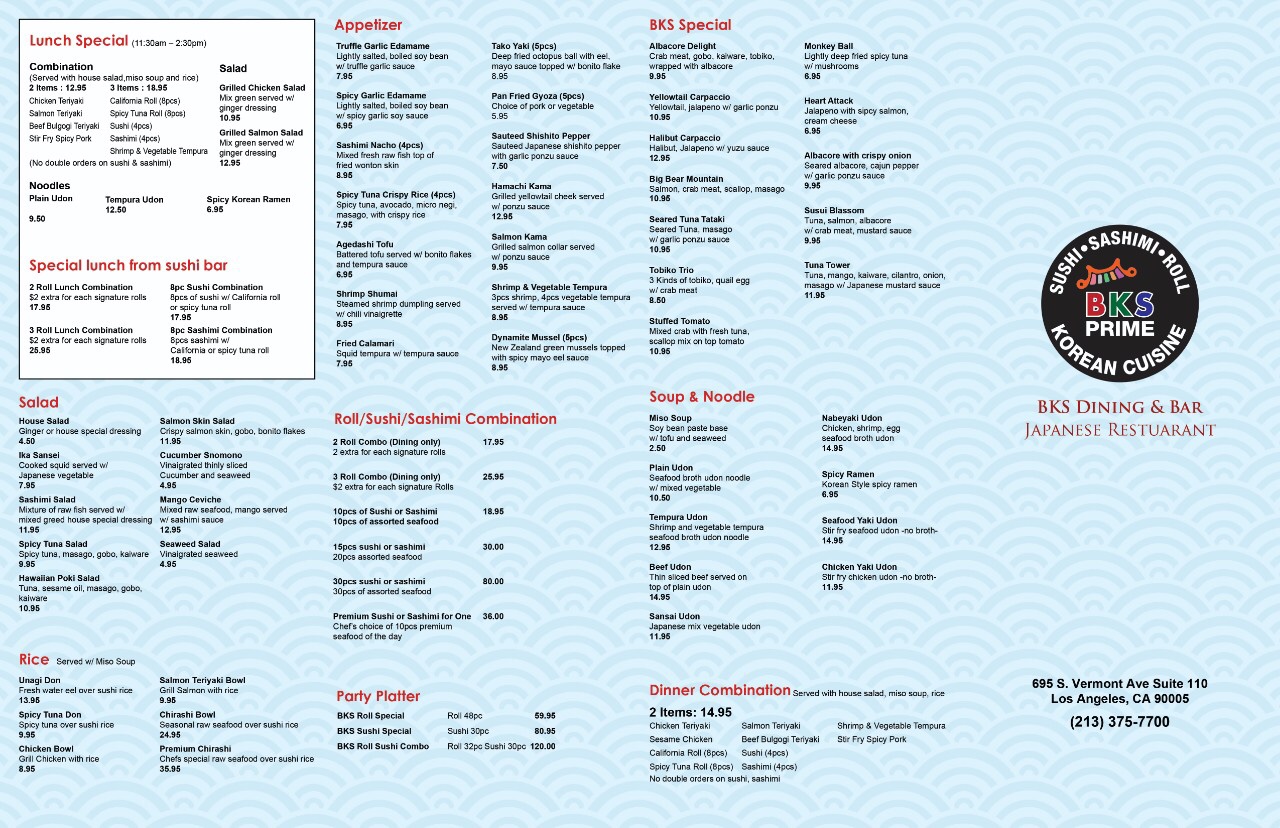 Lunch Special (11:30am – 2:30pm)
Combination
(Served with house salad,miso soup and rice)
2 Items : 12.95
Chicken Teriyaki
Salmon Teriyaki
Beef Bulgogi Teriyaki
Stir Fry Spicy Pork
3 Items : 18.95
California Roll (8pcs)
Spicy Tuna Roll (8pcs)
Sushi (4pcs)
Sashimi (4pcs)
Shrimp & Vegetable Tempura
(No double orders on sushi & sashimi)
Salad
Grilled Chicken Salad
Mix green served w/
ginger dressing
10.95
Grilled Salmon Salad
Mix green served w/
ginger dressing
12.95
Noodles
Plain Udon
9.50
Tempura Udon
12.50
Spicy Korean Ramen
6.95
Special lunch from sushi bar
2 Roll Lunch Combination
$2 extra for each signature rolls
17.95
3 Roll Lunch Combination
$2 extra for each signature rolls
25.95
8pc Sushi Combination
8pcs of sushi w/ California roll
or spicy tuna roll
17.95
8pc Sashimi Combination
8pcs sashimi w/
California or spicy tuna roll
18.95
Salad
House Salad
Ginger or house special dressing
4.50
Ika Sansei
Cooked squid served w/
Japanese vegetable
7.95
Sashimi Salad
Mixture of raw fish served w/
mixed greed house special dressing
11.95
Spicy Tuna Salad
Spicy tuna, masago, gobo, kaiware
9.95
Hawaiian Poki Salad
Tuna, sesame oil, masago, gobo,
kaiware
10.95
Salmon Skin Salad
Crispy salmon skin, gobo, bonito flakes
11.95
Cucumber Snomono
Vinaigrated thinly sliced
Cucumber and seaweed
4.95
Mango Ceviche
Mixed raw seafood, mango served
w/ sashimi sauce
12.95
Seaweed Salad
Vinaigrated seaweed
4.95
Rice Served w/ Miso Soup
Unagi Don
Fresh water eel over sushi rice
13.95
Spicy Tuna Don
Spicy tuna over sushi rice
9.95
Chicken Bowl
Grill Chicken with rice
8.95
Salmon Teriyaki Bowl
Grill Salmon with rice
9.95
Chirashi Bowl
Seasonal raw seafood over sushi rice
24.95
Premium Chirashi
Chefs special raw seafood over sushi rice
35.95
Appetizer
Truffle Garlic Edamame
Lightly salted, boiled soy bean
w/ truffle garlic sauce
7.95
Spicy Garlic Edamame
Lightly salted, boiled soy bean
w/ spicy garlic soy sauce
6.95
Sashimi Nacho (4pcs)
Mixed fresh raw fish top of
fried wonton skin
8.95
Spicy Tuna Crispy Rice (4pcs)
Spicy tuna, avocado, micro negi,
masago, with crispy rice
7.95
Agedashi Tofu
Battered tofu served w/ bonito flakes
and tempura sauce
6.95
Shrimp Shumai
Steamed shrimp dumpling served
w/ chili vinaigrette
8.95
Fried Calamari
Squid tempura w/ tempura sauce
7.95
Tako Yaki (5pcs)
Deep fried octopus ball with eel,
mayo sauce topped w/ bonito flake
8.95
Pan Fried Gyoza (5pcs)
Choice of pork or vegetable
5.95
Sauteed Shishito Pepper
Sauteed Japanese shishito pepper
with garlic ponzu sauce
7.50
Hamachi Kama
Grilled yellowtail cheek served
w/ ponzu sauce
12.95
Salmon Kama
Grilled salmon collar served
w/ ponzu sauce
9.95
Shrimp & Vegetable Tempura
3pcs shrimp, 4pcs vegetable tempura
served w/ tempura sauce
8.95
Dynamite Mussel (5pcs)
New Zealand green mussels topped
with spicy mayo eel sauce
8.95
Roll/Sushi/Sashimi Combination
2 Roll Combo (Dining only) 17.95
2 extra for each signature rolls
3 Roll Combo (Dining only) 25.95
$2 extra for each signature Rolls
10pcs of Sushi or Sashimi 18.95
10pcs of assorted seafood
15pcs sushi or sashimi 30.00
20pcs assorted seafood
30pcs sushi or sashimi 80.00
30pcs of assorted seafood
Premium Sushi or Sashimi for One 36.00
Chef's choice of 10pcs premium
seafood of the day
Party Platter
BKS Roll Special Roll 48pc 59.95
BKS Sushi Special Sushi 30pc 80.95
BKS Roll Sushi Combo Roll 32pc Sushi 30pc 120.00
BKS Special
Albacore Delight
Crab meat, gobo. kaiware, tobiko,
wrapped with albacore
9.95
Yellowtail Carpaccio
Yellowtail, jalapeno w/ garlic ponzu
10.95
Halibut Carpaccio
Halibut, Jalapeno w/ yuzu sauce
12.95
Big Bear Mountain
Salmon, crab meat, scallop, masago
10.95
Seared Tuna Tataki
Seared Tuna, masago
w/ garlic ponzu sauce
10.95
Tobiko Trio
3 Kinds of tobiko, quail egg
w/ crab meat
8.50
Stuffed Tomato
Mixed crab with fresh tuna,
scallop mix on top tomato
10.95
Monkey Ball
Lightly deep fried spicy tuna
w/ mushrooms
6.95
Heart Attack
Jalapeno with sipcy salmon,
cream cheese
6.95
Albacore with crispy onion
Seared albacore, cajun pepper
w/ garlic ponzu sauce
9.95
Susui Blassom
Tuna, salmon, albacore
w/ crab meat, mustard sauce
9.95
Tuna Tower
Tuna, mango, kaiware, cilantro, onion,
masago w/ Japanese mustard sauce
11.95
Soup & Noodle
Miso Soup
Soy bean paste base
w/ tofu and seaweed
2.50
Plain Udon
Seafood broth udon noodle
w/ mixed vegetable
10.50
Tempura Udon
Shrimp and vegetable tempura
seafood broth udon noodle
12.95
Beef Udon
Thin sliced beef served on
top of plain udon
14.95
Sansai Udon
Japanese mix vegetable udon
11.95
Nabeyaki Udon
Chicken, shrimp, egg
seafood broth udon
14.95
Spicy Ramen
Korean Style spicy ramen
6.95
Seafood Yaki Udon
Stir fry seafood udon -no broth-
14.95
Chicken Yaki Udon
Stir fry chicken udon -no broth-
11.95
Dinner Combination Served with house salad, miso soup, rice
2 Items: 14.95
Chicken Teriyaki
Sesame Chicken
California Roll (8pcs)
Spicy Tuna Roll (8pcs)
Salmon Teriyaki
Beef Bulgogi Teriyaki
Sushi (4pcs)
Sashimi (4pcs)
Shrimp & Vegetable Tempura
Stir Fry Spicy Pork
No double orders on sushi, sashimi
SUSHI • SASHIMI • ROLL
BKS
PRIME
KOREAN CUISINE
BKS Dining & Bar
Japanese Restuarant
695 S. Vermont Ave Suite 110
Los Angeles, CA 90005
(213) 375-7700